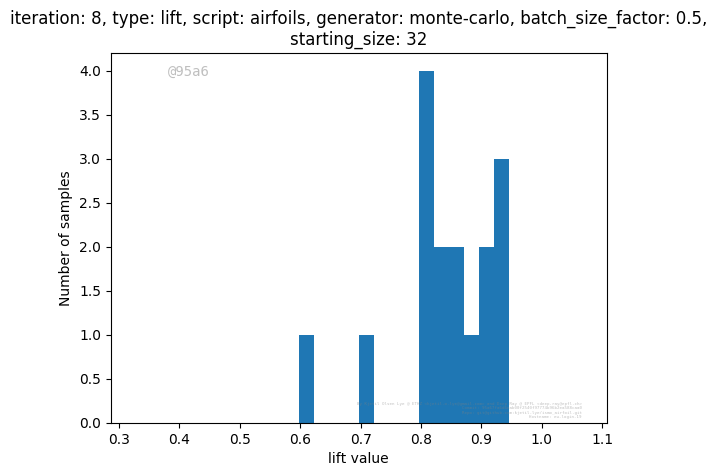 iteration: 8, type: lift, script: airfoils, generator: monte-carlo, batch_size_factor: 0.5,
starting_size: 32
@95a6
4.0
3.5
3.0
2.5
2.0
1.5
1.0
0.5
0.0
Number of samples
0.3 0.4 0.5 0.6 0.7 0.8 0.9 1.0 1.1
lift value